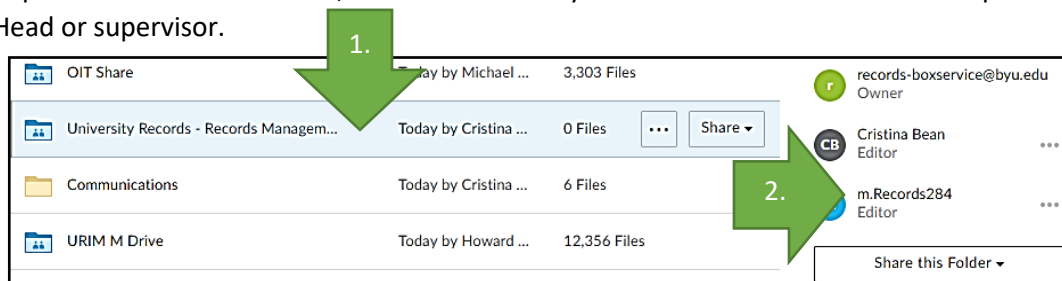 Head or supervisor.
1.
OIT Share Today by Michael ... 3,303 Files
University Records - Records Managem... Today by Cristina ... 0 Files ... Share
Communications Today by Cristina ... 6 Files
URIM M Drive Today by Howard ... 12,356 Files
r records-boxservice@byu.edu
Owner
CB Cristina Bean
Editor
2.
m.Records284
Editor
Share this Folder